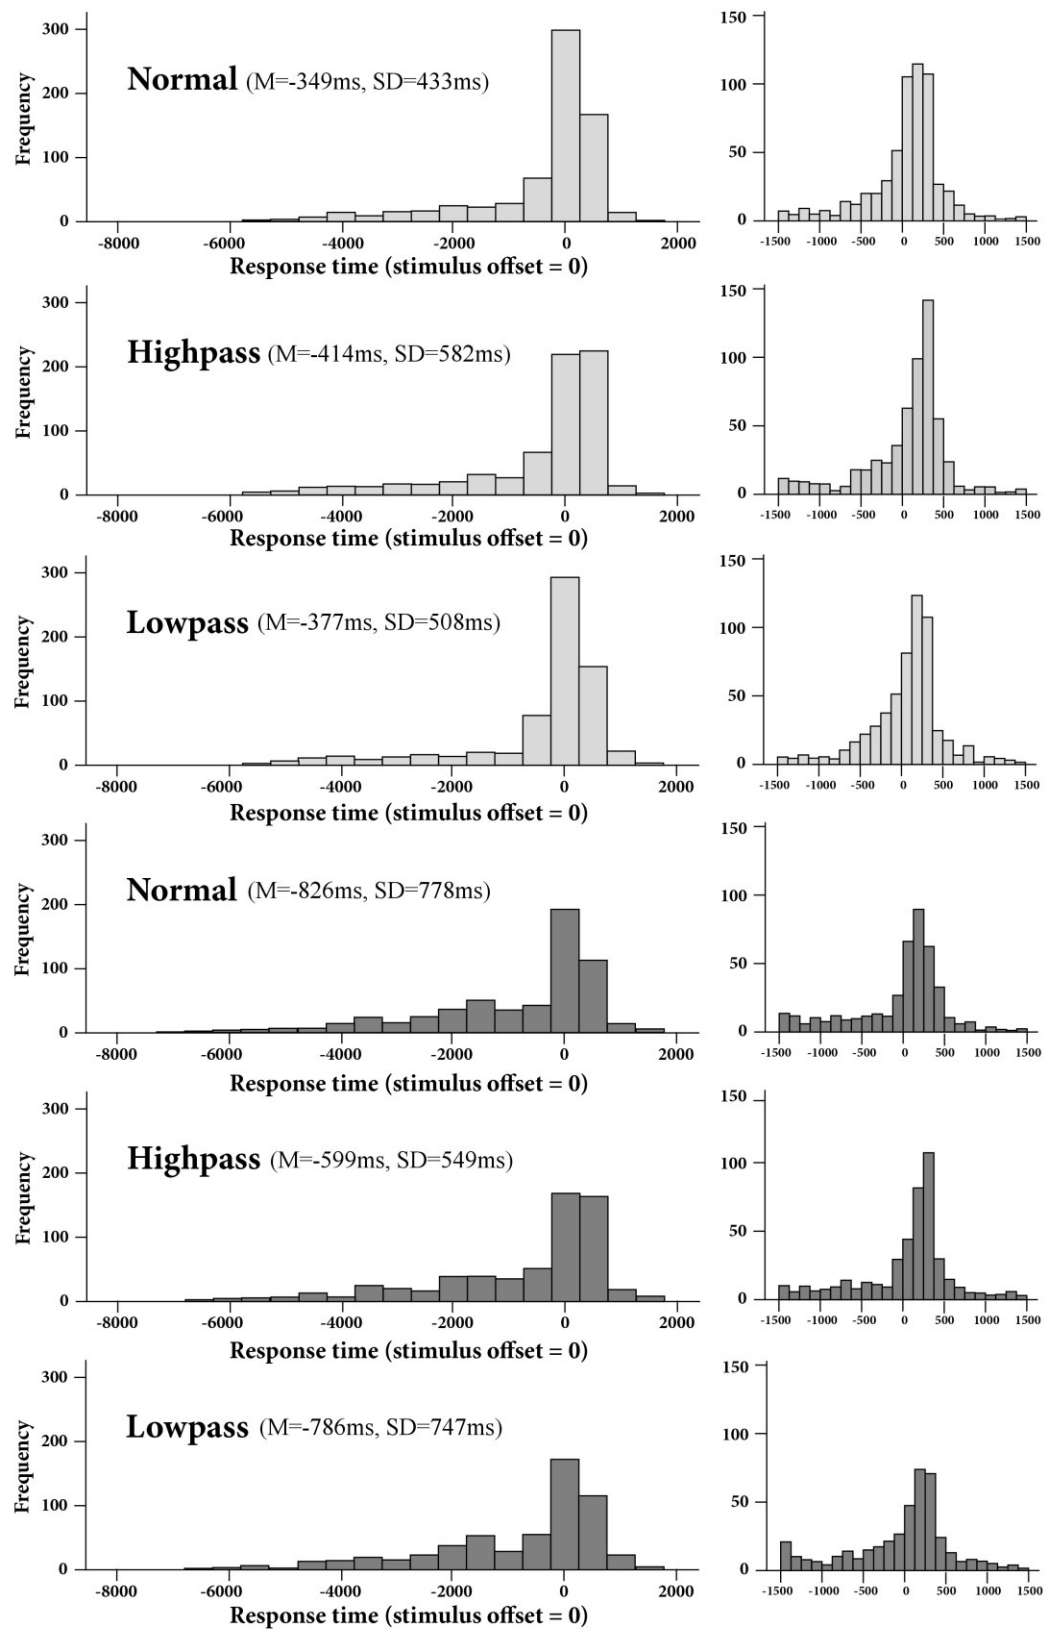 300
200
100
0
Frequency
Normal (M=-349ms, SD=433ms)
-8000 -6000 -4000 -2000 0 2000
Response time (stimulus offset = 0)
150
100
50
0
-1500 -1000 -500 0 500 1000 1500
300
200
100
0
Frequency
Highpass (M=-414ms, SD=582ms)
-8000 -6000 -4000 -2000 0 2000
Response time (stimulus offset = 0)
150
100
50
0
-1500 -1000 -500 0 500 1000 1500
300
200
100
0
Frequency
Lowpass (M=-377ms, SD=508ms)
-8000 -6000 -4000 -2000 0 2000
Response time (stimulus offset = 0)
150
100
50
0
-1500 -1000 -500 0 500 1000 1500
300
200
100
0
Frequency
Normal (M=-826ms, SD=778ms)
-8000 -6000 -4000 -2000 0 2000
Response time (stimulus offset = 0)
150
100
50
0
-1500 -1000 -500 0 500 1000 1500
300
200
100
0
Frequency
Highpass (M=-599ms, SD=549ms)
-8000 -6000 -4000 -2000 0 2000
Response time (stimulus offset = 0)
150
100
50
0
-1500 -1000 -500 0 500 1000 1500
300
200
100
0
Frequency
Lowpass (M=-786ms, SD=747ms)
-8000 -6000 -4000 -2000 0 2000
Response time (stimulus offset = 0)
150
100
50
0
-1500 -1000 -500 0 500 1000 1500